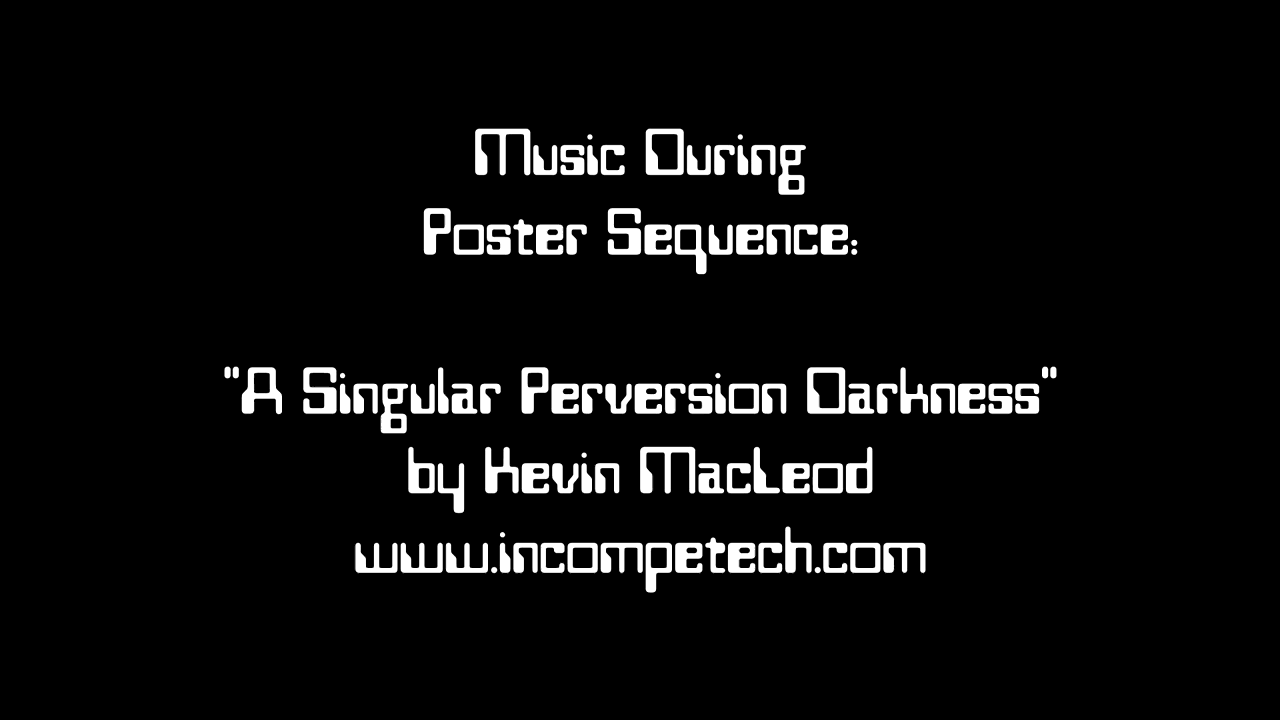 Music During
Poster Sequence:
"A Singular Perversion Darkness"
by Kevin MacLeod
www.incompetech.com